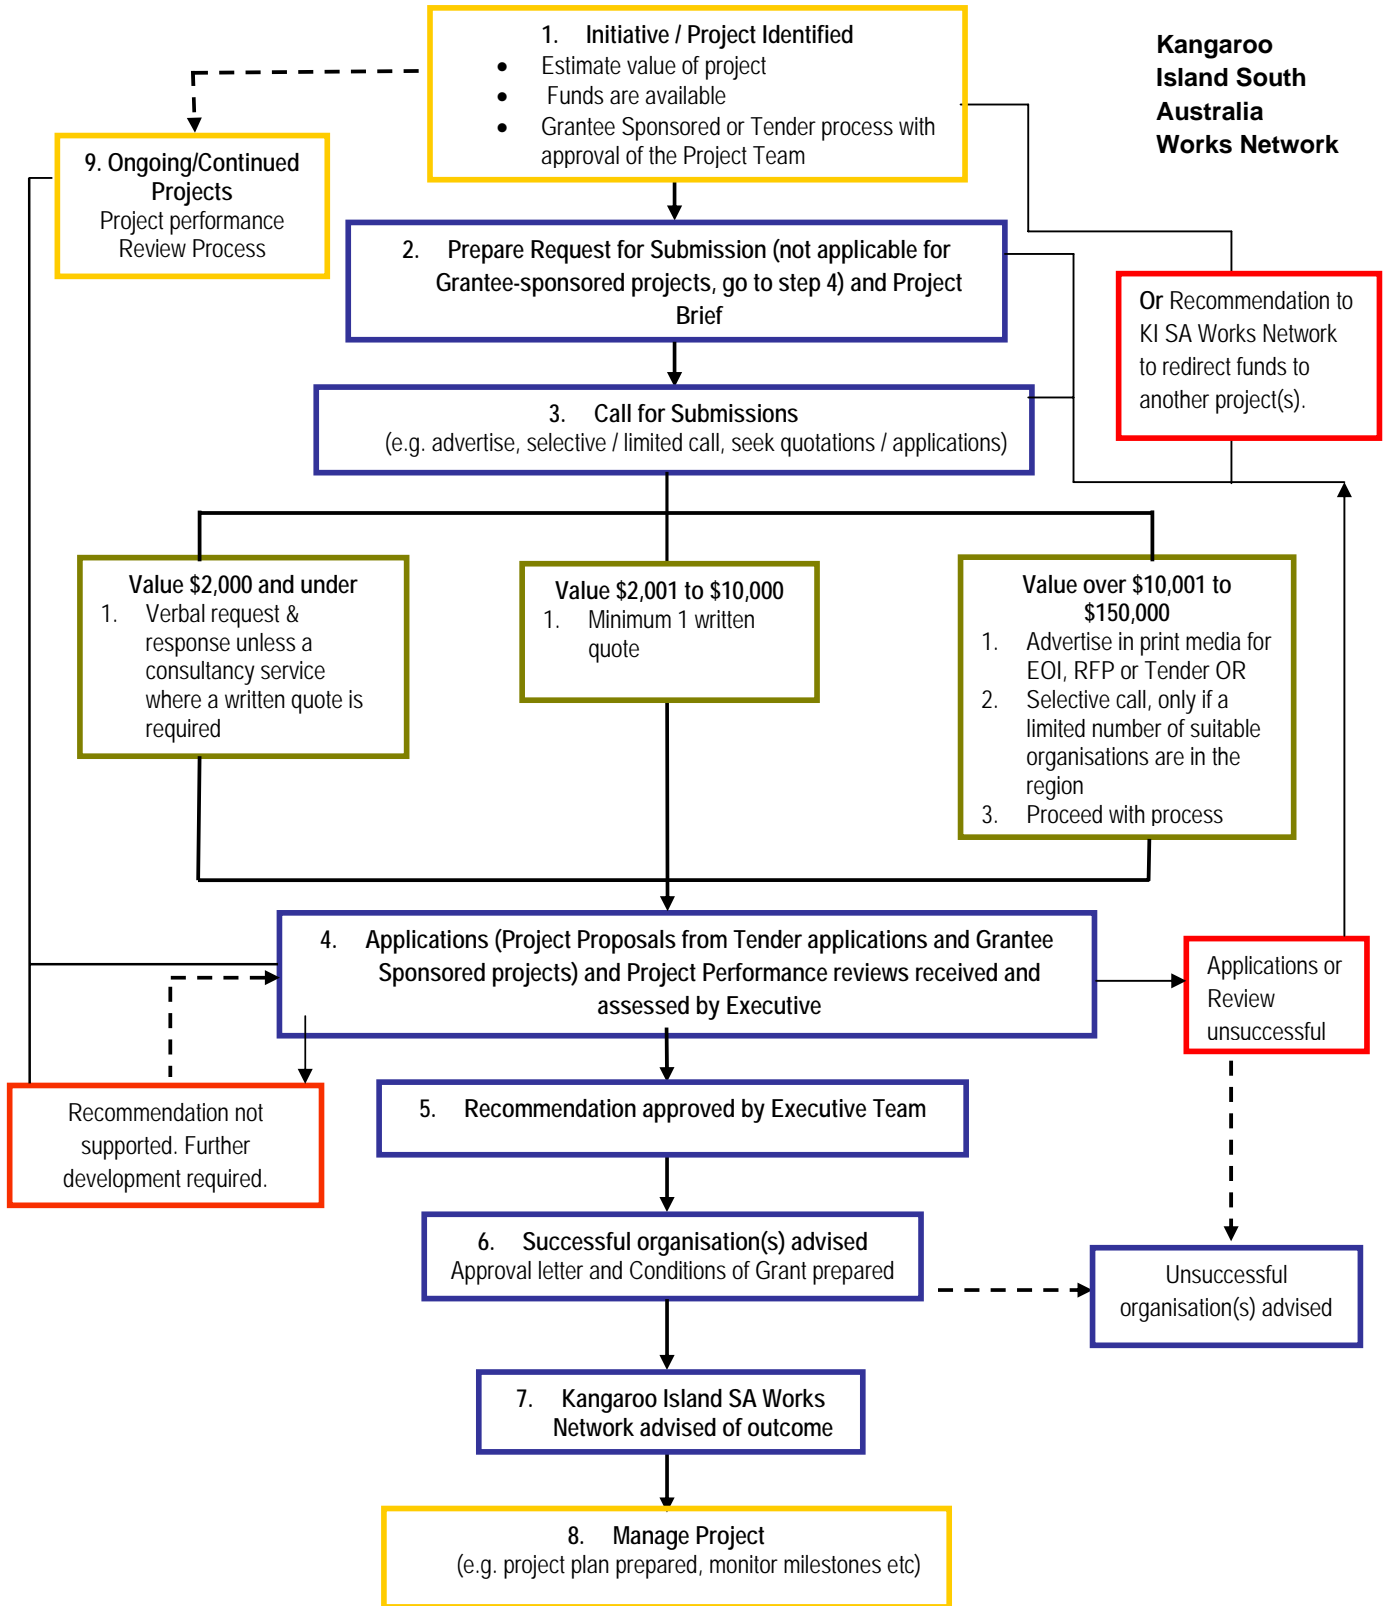 1. Initiative / Project Identified
• Estimate value of project
• Funds are available
• Grantee Sponsored or Tender process with
approval of the Project Team
Kangaroo
Island South
Australia
Works Network
9. Ongoing/Continued
Projects
Project performance
Review Process
2. Prepare Request for Submission (not applicable for
Grantee-sponsored projects, go to step 4) and Project
Brief
Or Recommendation to
KI SA Works Network
to redirect funds to
another project(s).
3. Call for Submissions
(e.g. advertise, selective / limited call, seek quotations / applications)
Value $2,000 and under
1. Verbal request &
response unless a
consultancy service
where a written quote is
required
Value $2,001 to $10,000
1. Minimum 1 written
quote
Value over $10,001 to
$150,000
1. Advertise in print media for
EOI, RFP or Tender OR
2. Selective call, only if a
limited number of suitable
organisations are in the
region
3. Proceed with process
4. Applications (Project Proposals from Tender applications and Grantee
Sponsored projects) and Project Performance reviews received and
assessed by Executive
Applications or
Review
unsuccessful
Recommendation not
supported. Further
development required.
5. Recommendation approved by Executive Team
6. Successful organisation(s) advised
Approval letter and Conditions of Grant prepared
Unsuccessful
organisation(s) advised
7. Kangaroo Island SA Works
Network advised of outcome
8. Manage Project
(e.g. project plan prepared, monitor milestones etc)